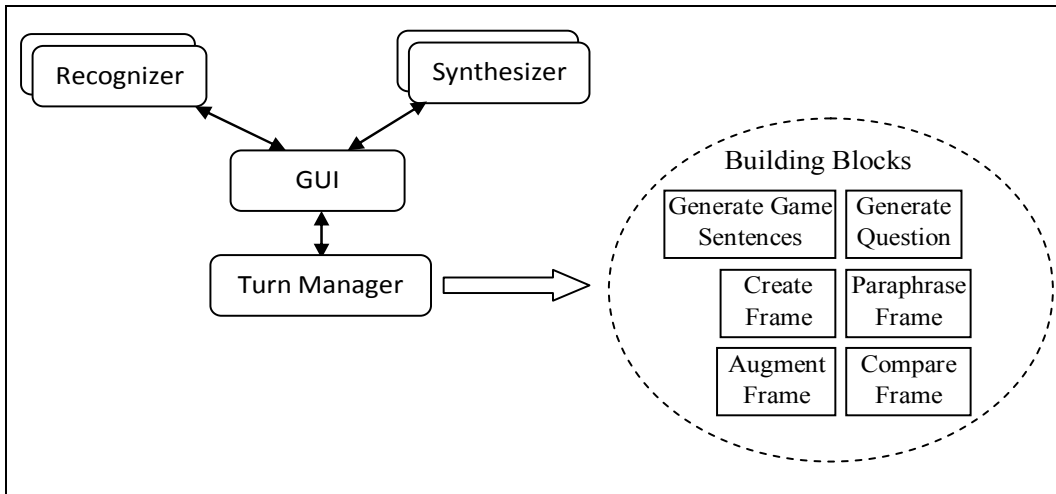 Recognizer
Synthesizer
GUI
Turn Manager
Building Blocks
Generate Game
Sentences
Generate
Question
Create
Frame
Paraphrase
Frame
Augment
Frame
Compare
Frame